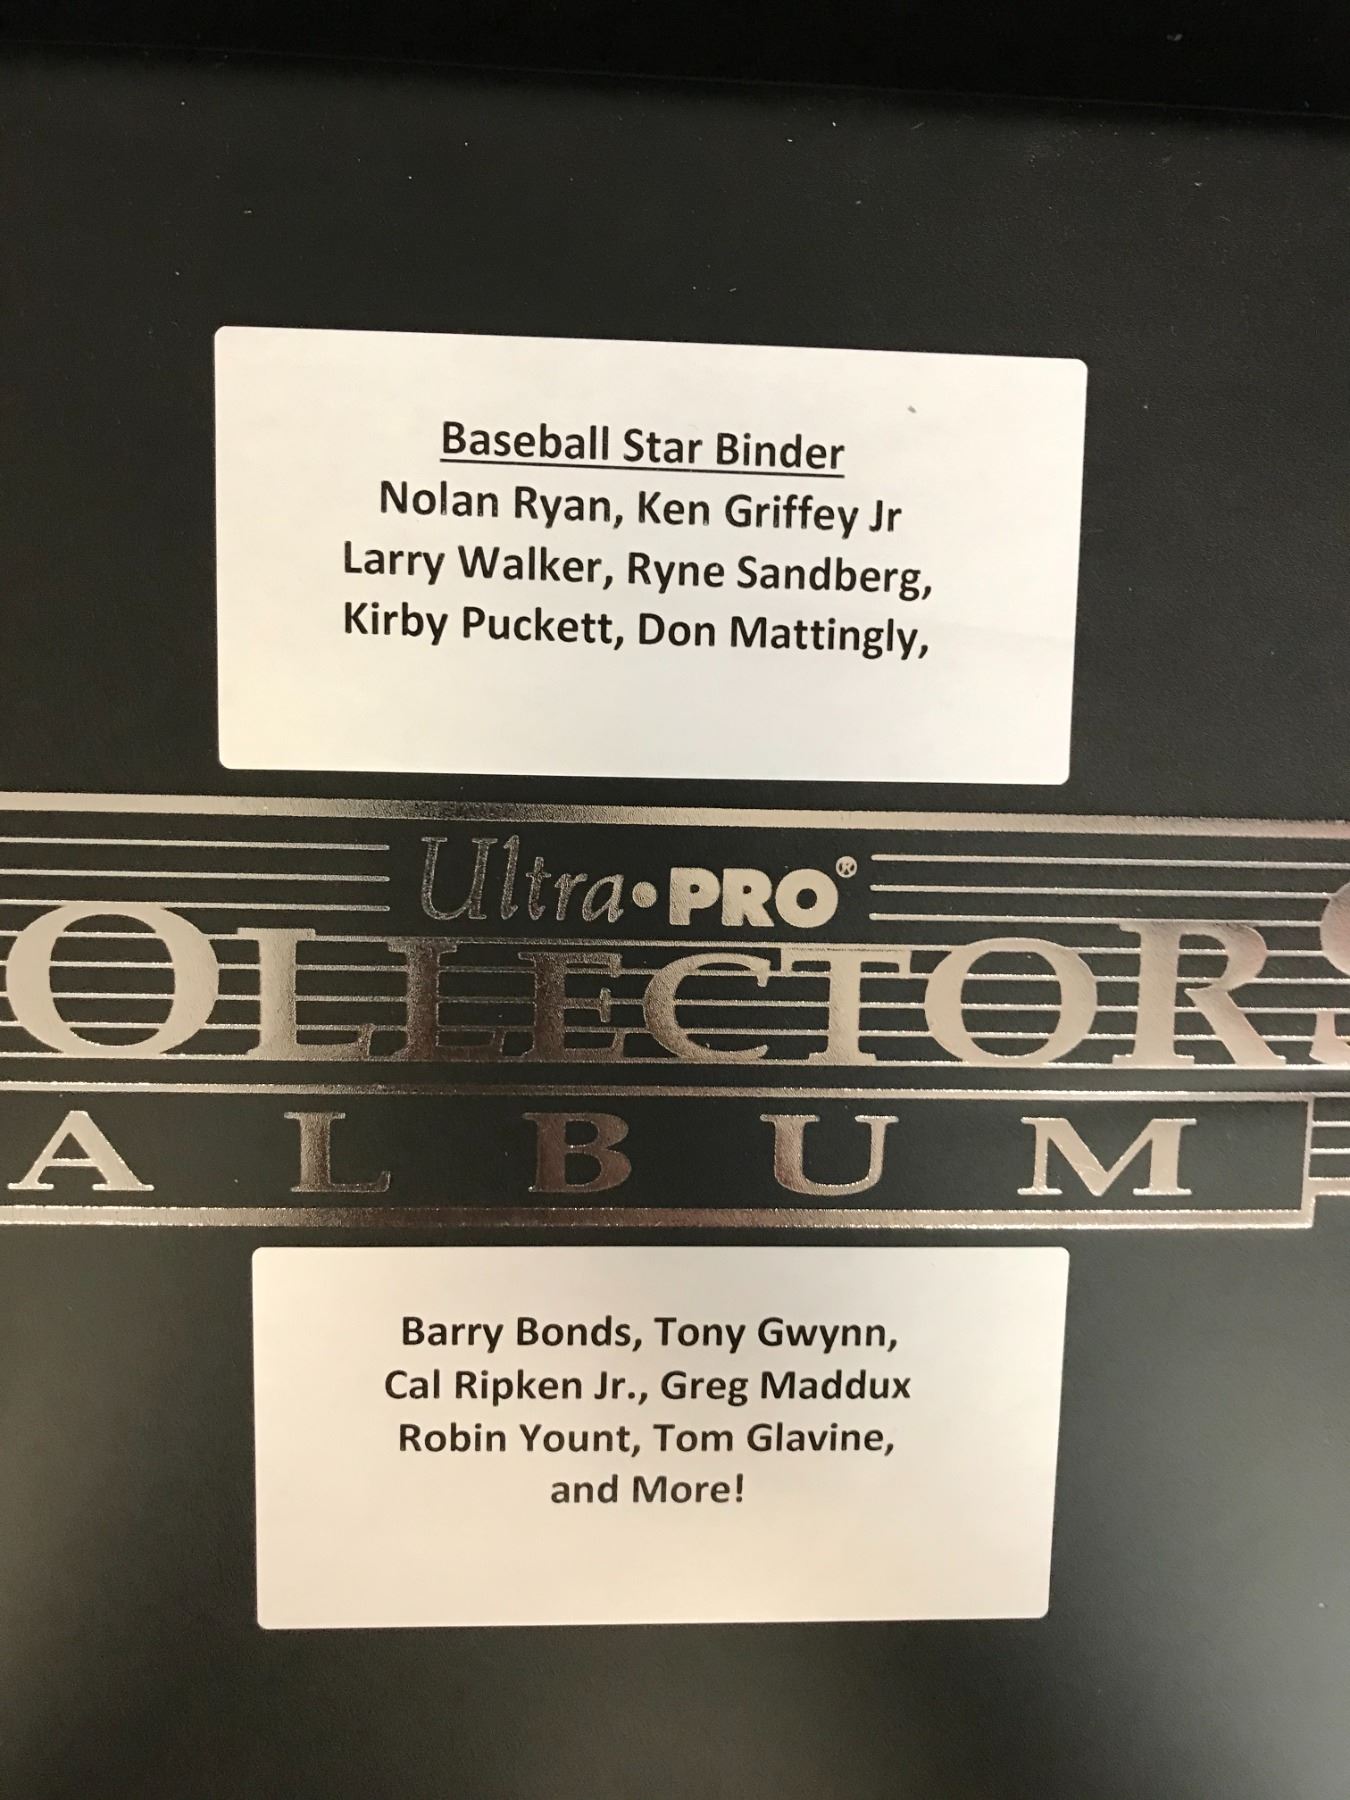 Baseball Star Binder
Nolan Ryan, Ken Griffey Jr
Larry Walker, Ryne Sandberg,
Kirby Puckett, Don Mattingly,
Ultra•PRO®
OLLECTORS
ALBUM
Barry Bonds, Tony Gwynn,
Cal Ripken Jr., Greg Maddux
Robin Yount, Tom Glavine,
and More!